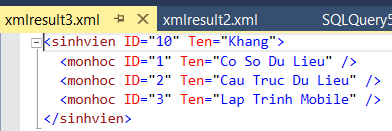 xmlresult3.xml xmlresult2.xml SQLQuery5
<sinhvien ID="10" Ten="Khang">
<monhoc ID="1" Ten="Co So Du Lieu" />
<monhoc ID="2" Ten="Cau Truc Du Lieu" />
<monhoc ID="3" Ten="Lap Trinh Mobile" />
</sinhvien>